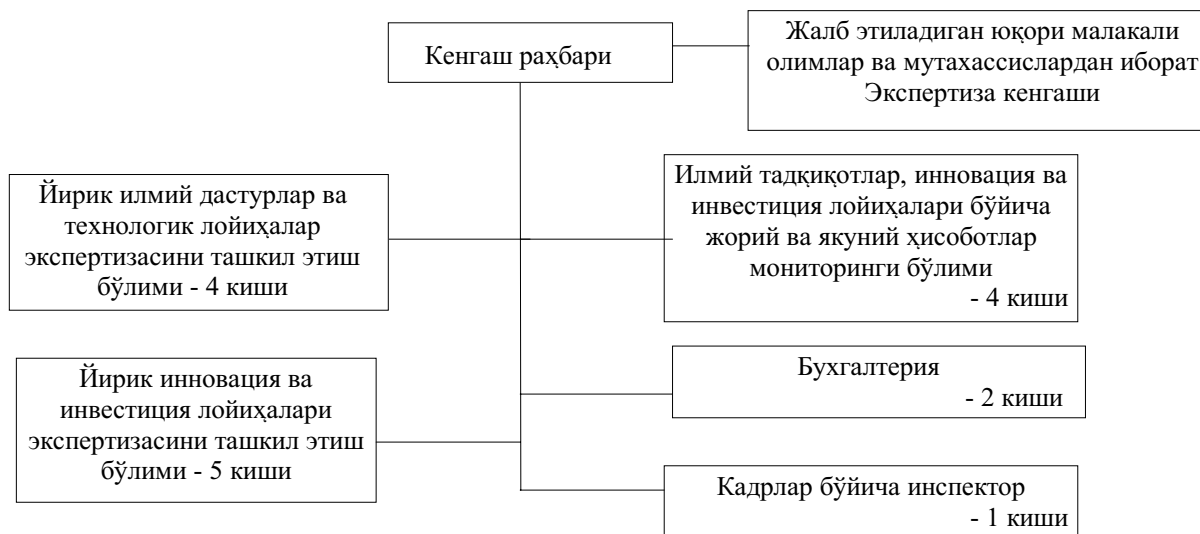 Кенгаш раҳбари
Жалб этиладиган юқори малакали
олимлар ва мутахассислардан иборат
Экспертиза кенгаши
Йирик илмий дастурлар ва
технологик лойиҳалар
экспертизасини ташкил этиш
бўлими - 4 киши
Илмий тадқиқотлар, инновация ва
инвестиция лойиҳалари бўйича
жорий ва якуний ҳисоботлар
мониторинги бўлими
- 4 киши
Йирик инновация ва
инвестиция лойиҳалари
экспертизасини ташкил этиш
бўлими - 5 киши
Бухгалтерия
- 2 киши
Кадрлар бўйича инспектор
- 1 киши